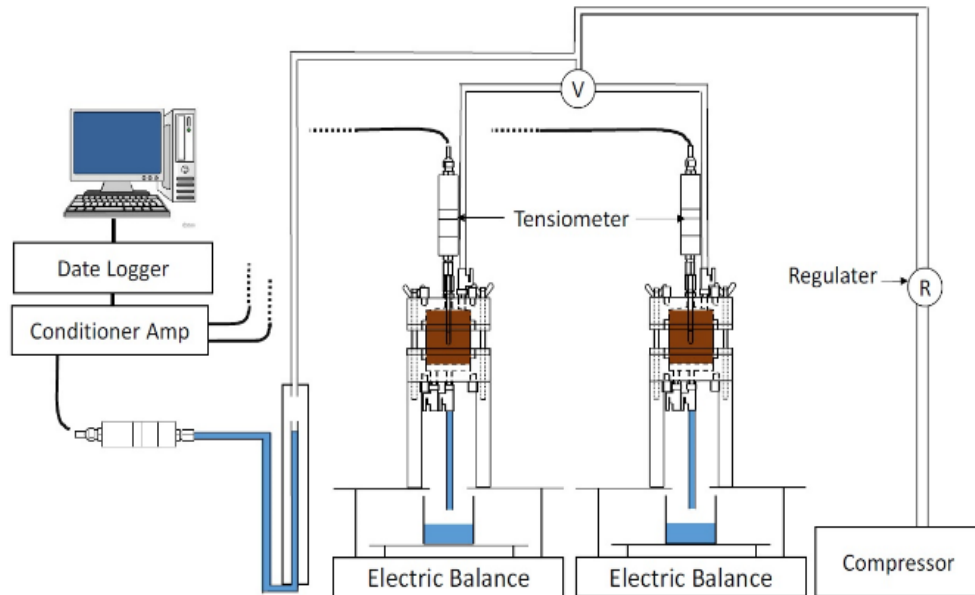 V
Tensiometer
Date Logger
Regulater
R
Conditioner Amp
Electric Balance
Electric Balance
Compressor